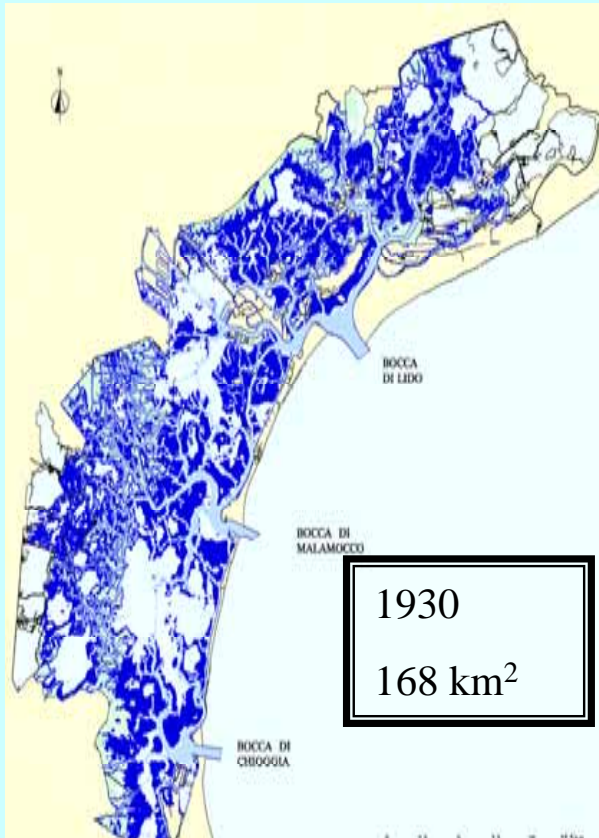 N
BOCCA
DI LIDO
BOCCA DI
MALAMOCCO
1930
168 km²
BOCCA DI
CHIOGGIA